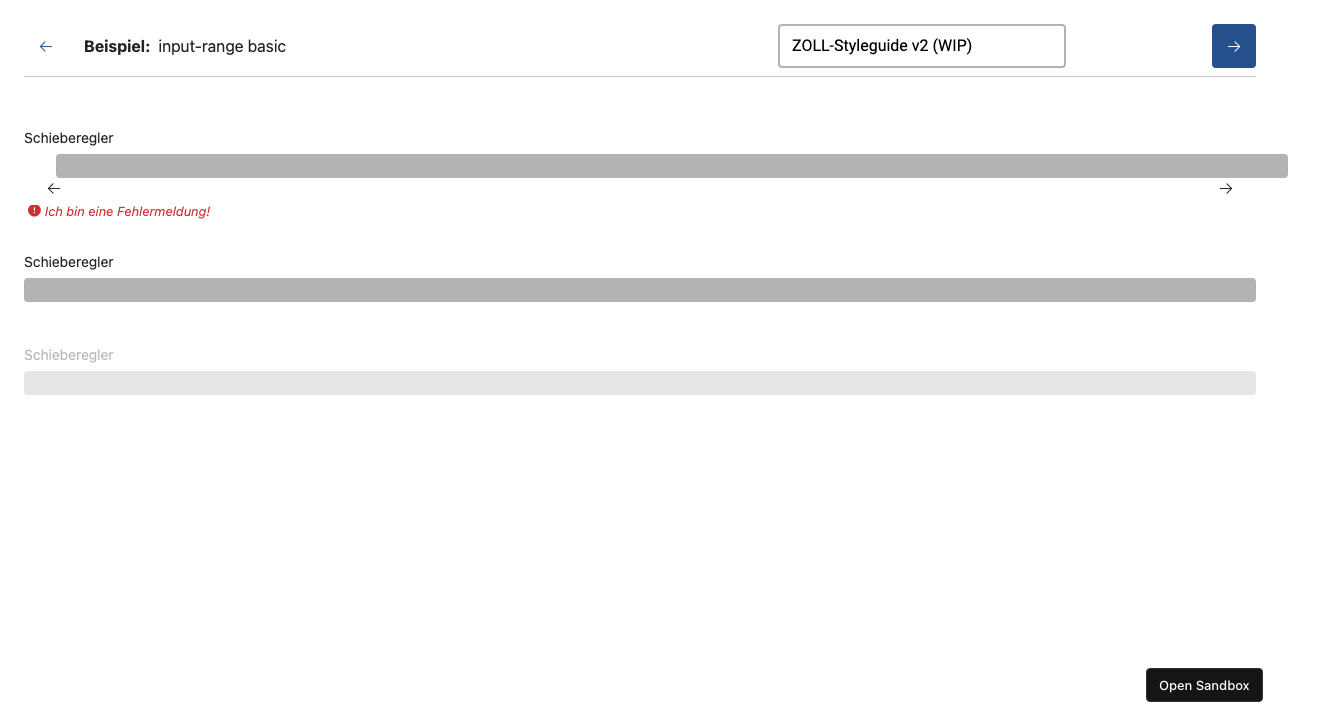 Beispiel: input-range basic
ZOLL-Styleguide v2 (WIP)
Schieberegler
Ich bin eine Fehlermeldung!
Schieberegler
Schieberegler
Open Sandbox